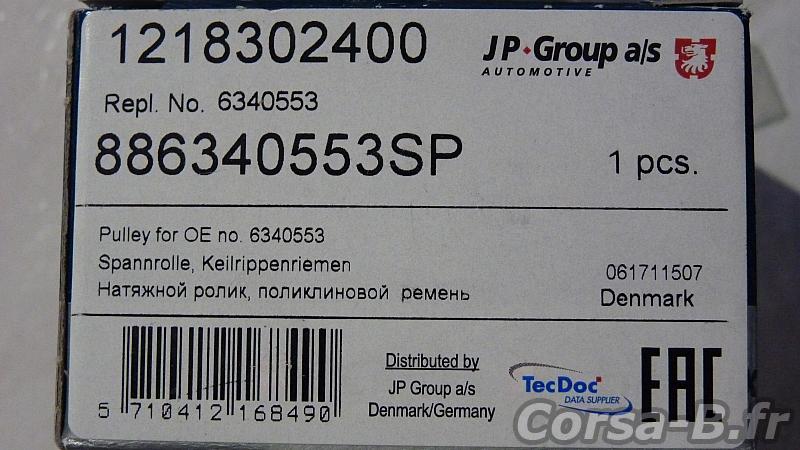 1218302400
JP Group a/s
AUTOMOTIVE
Repl. No. 6340553
886340553SP
1 pcs.
Pulley for OE no. 6340553
Spannrolle, Keilrippenriemen
061711507
Натяжной ролик, поликлиновой ремень
Denmark
5 710412 168490
Distributed by
JP Group a/s
Denmark/Germany
TecDoc
DATA SUPPLIER
EAC
Corsa-B.fr